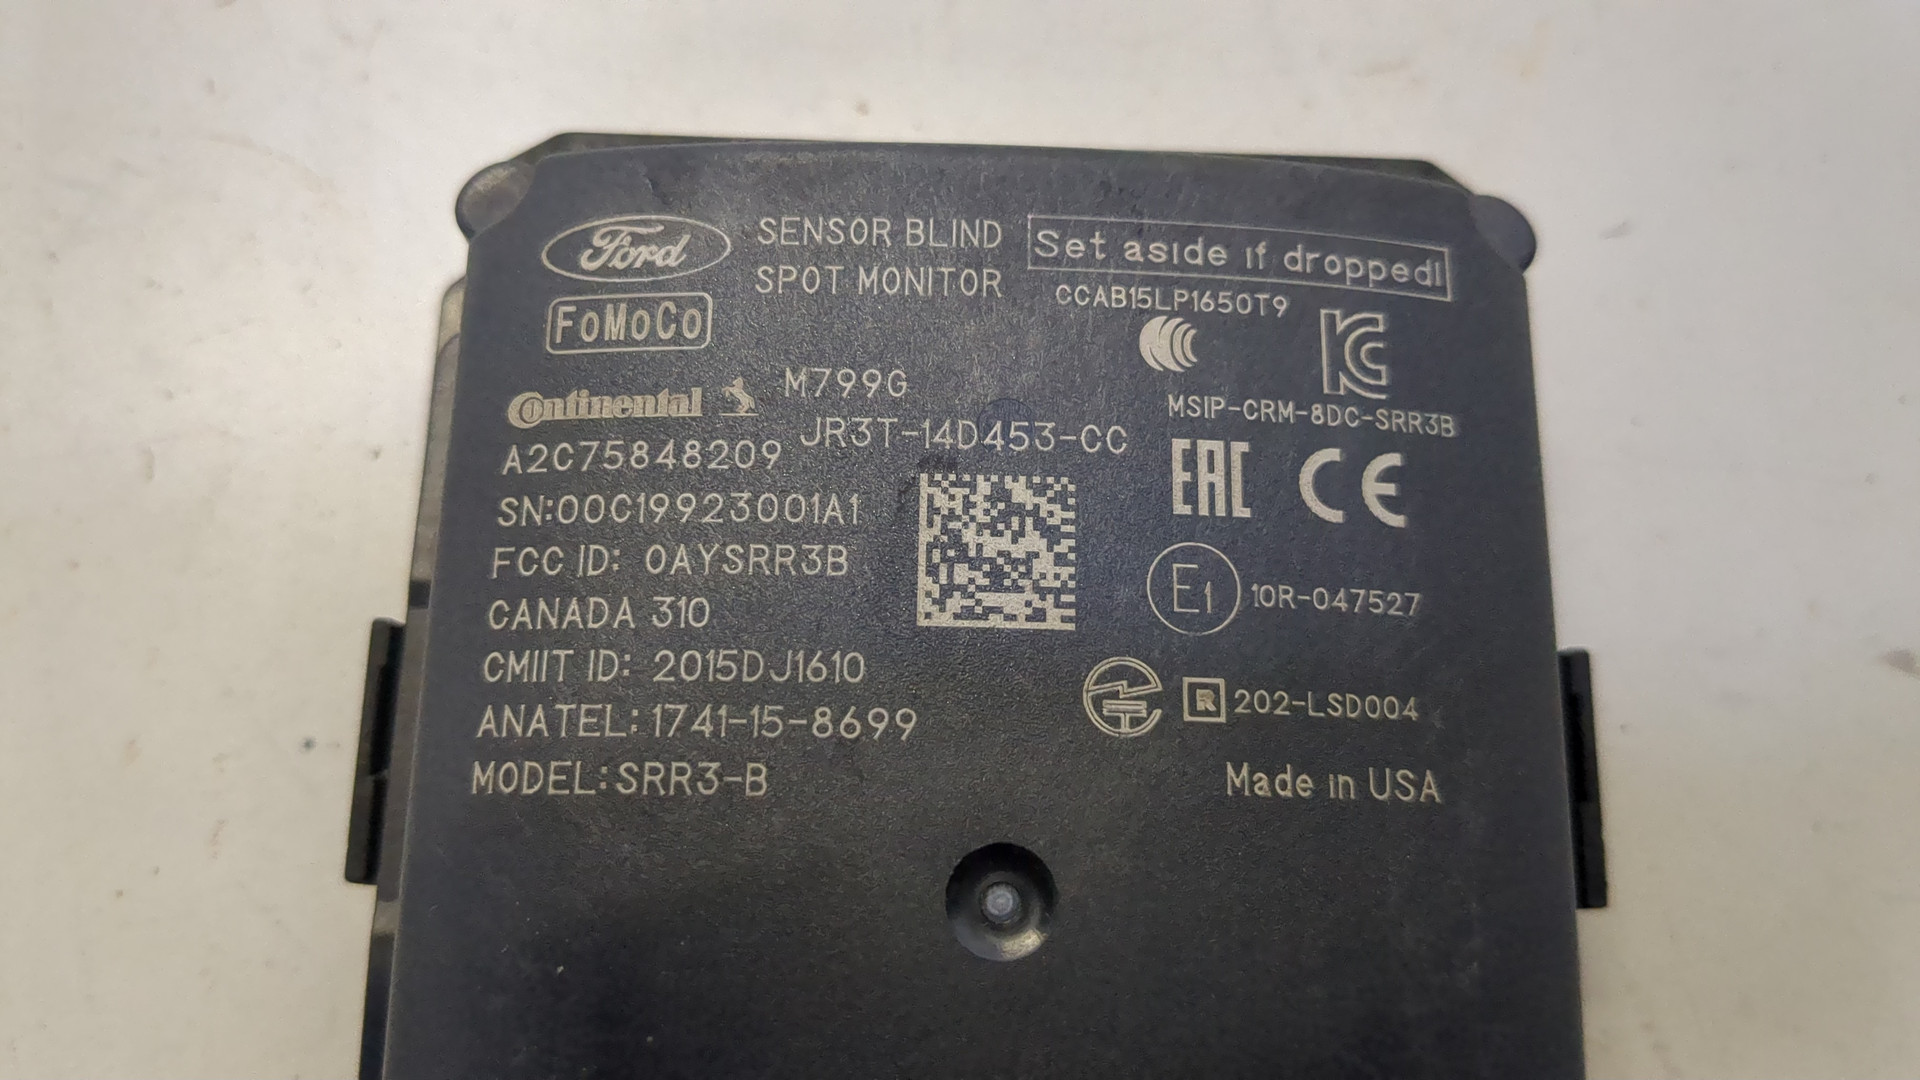 Ford
SENSOR BLIND
SPOT MONITOR
Set aside if dropped!
FoMoCo
CCAB15LP1650T9
Continental
M799G
MSIP-CRM-8DC-SRR3B
A2C75848209
JR3T-14D453-CC
EAC CE
SN:00C19923001A1
FCC ID: OAYSRR3B
E1 10R-047527
CANADA 310
CMIIT ID: 2015DJ1610
R 202-LSD004
ANATEL: 1741-15-8699
MODEL: SRR3-B
Made in USA